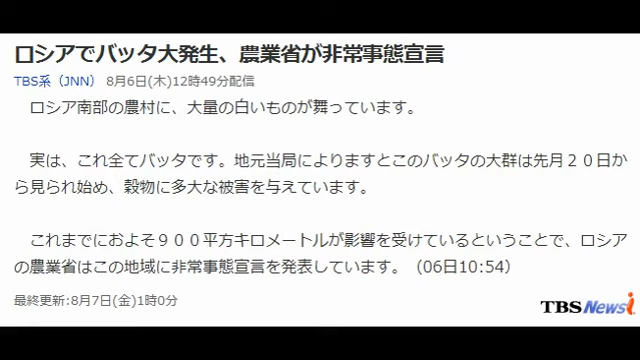 ロシアでバッタ大発生、農業省が非常事態宣言
TBS系（JNN） 8月6日(木)12時49分配信
ロシア南部の農村に、大量の白いものが舞っています。
実は、これ全てバッタです。地元当局によりますとこのバッタの大群は先月２０日か
ら見られ始め、穀物に多大な被害を与えています。
これまでにおよそ９００平方キロメートルが影響を受けているということで、ロシア
の農業省はこの地域に非常事態宣言を発表しています。（06日10:54）
最終更新:8月7日(金)1時0分
TBS News i